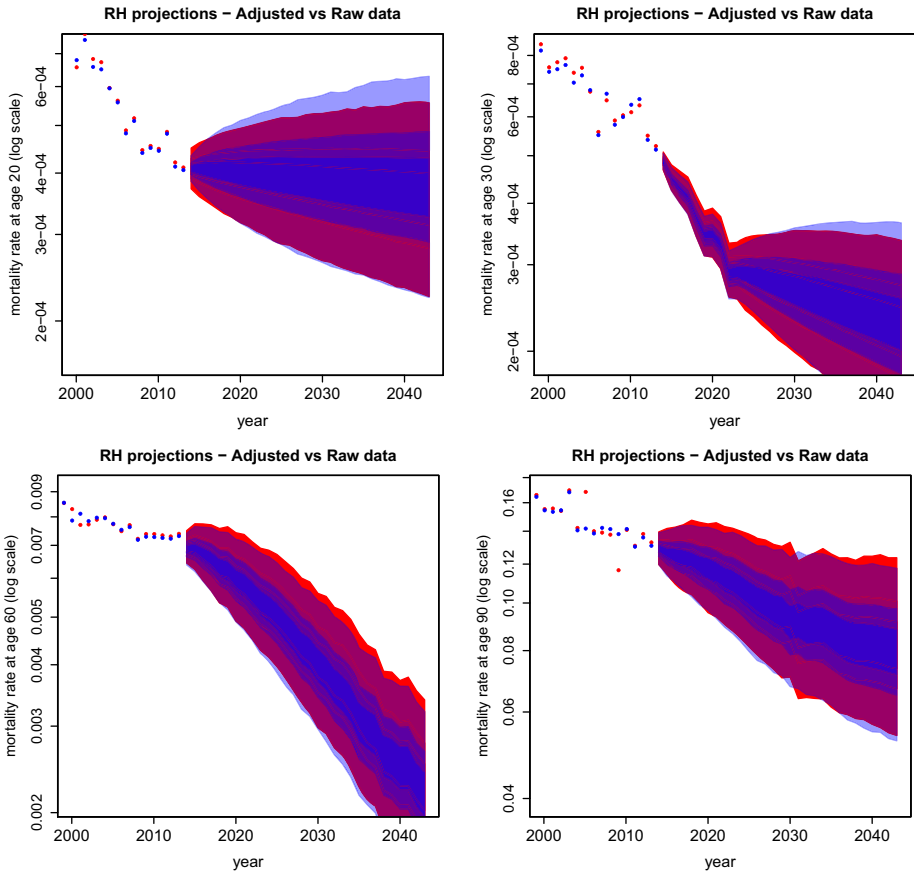 RH projections − Adjusted vs Raw data
mortality rate at age 20 (log scale)
6e−04
4e−04
3e−04
2e−04
2000 2010 2020 2030 2040
year
RH projections − Adjusted vs Raw data
mortality rate at age 30 (log scale)
8e−04
6e−04
4e−04
3e−04
2e−04
2000 2010 2020 2030 2040
year
RH projections − Adjusted vs Raw data
mortality rate at age 60 (log scale)
0.009
0.007
0.005
0.004
0.003
0.002
2000 2010 2020 2030 2040
year
RH projections − Adjusted vs Raw data
mortality rate at age 90 (log scale)
0.16
0.12
0.10
0.08
0.06
0.04
2000 2010 2020 2030 2040
year